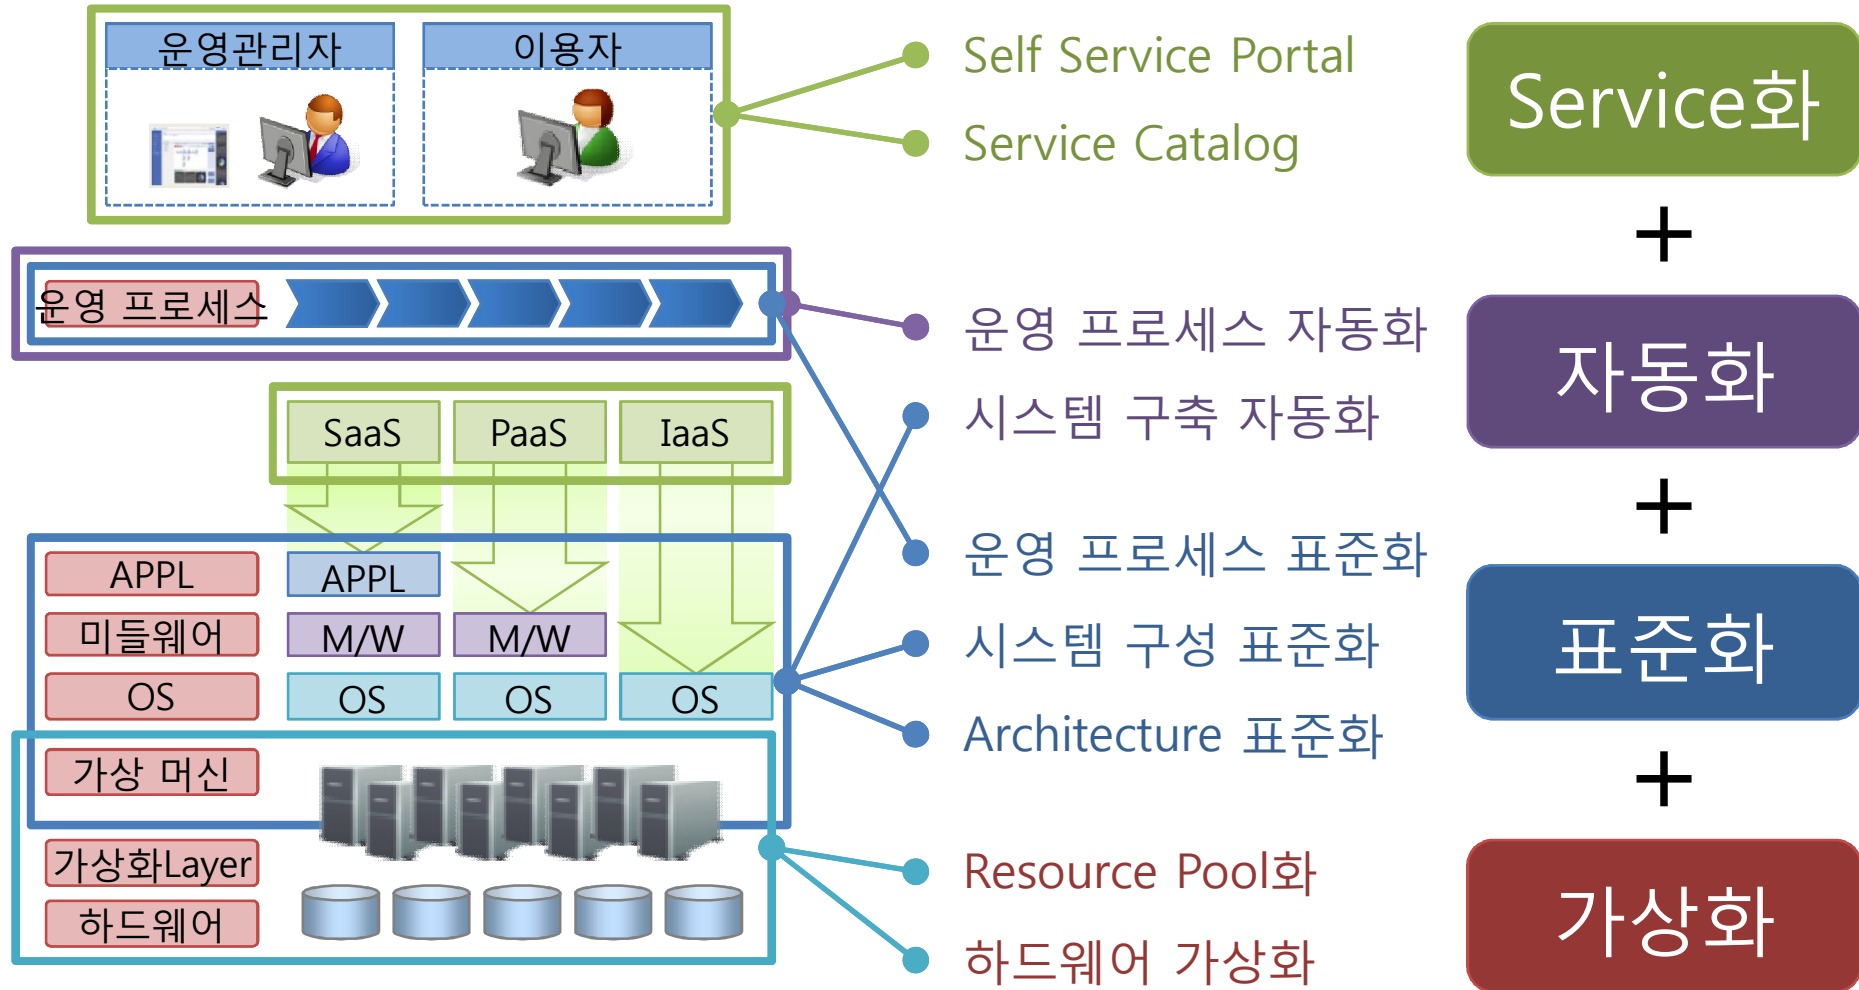 운영관리자
이용자
Self Service Portal
Service Catalog
Service화
+
운영 프로세스
운영 프로세스 자동화
시스템 구축 자동화
자동화
+
SaaS
PaaS
IaaS
APPL
APPL
미들웨어
M/W
M/W
OS
OS
OS
OS
가상 머신
운영 프로세스 표준화
시스템 구성 표준화
Architecture 표준화
표준화
+
가상화Layer
하드웨어
Resource Pool화
하드웨어 가상화
가상화